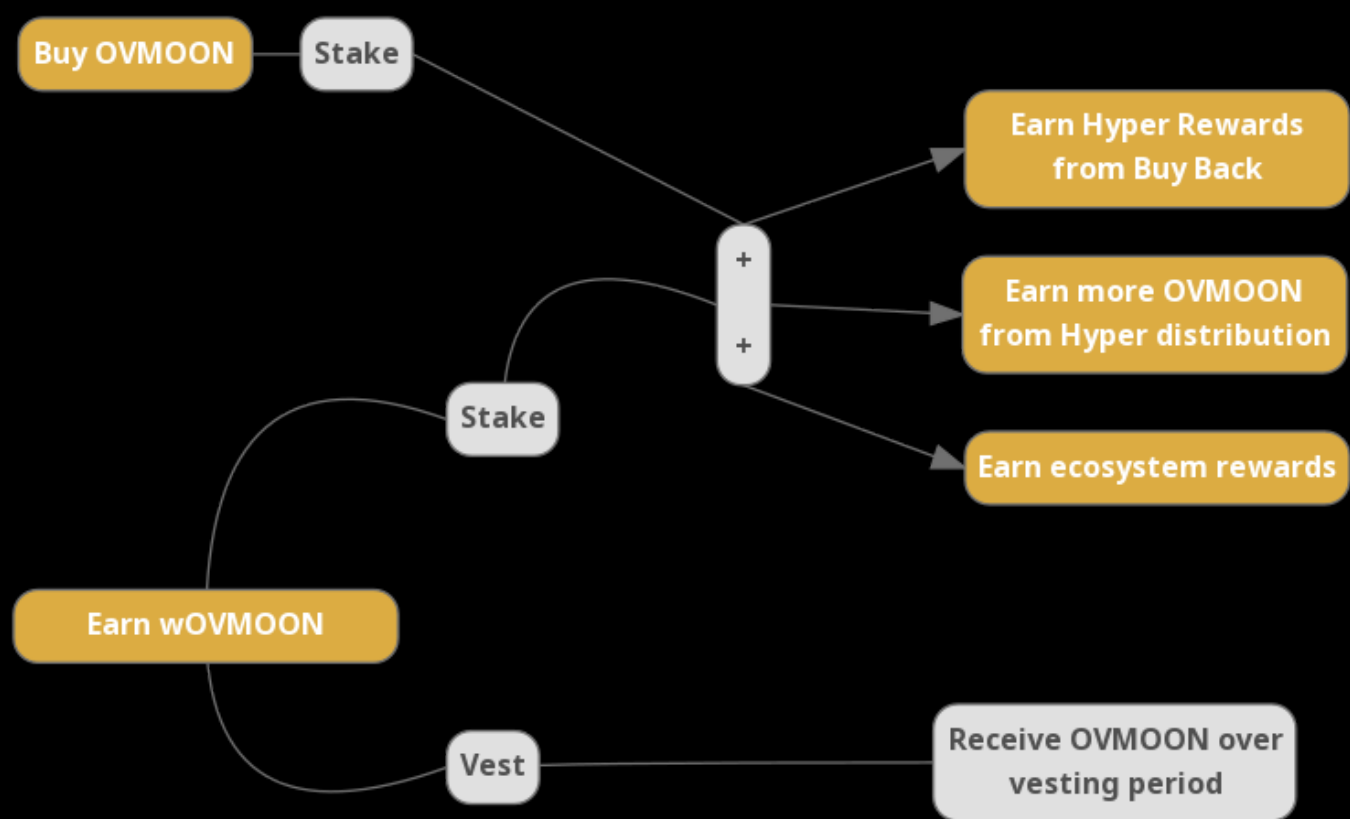 Buy OVMOON
Stake
Earn Hyper Rewards
from Buy Back
+
Earn more OVMOON
from Hyper distribution
+
Stake
Earn ecosystem rewards
Earn wOVMOON
Vest
Receive OVMOON over
vesting period